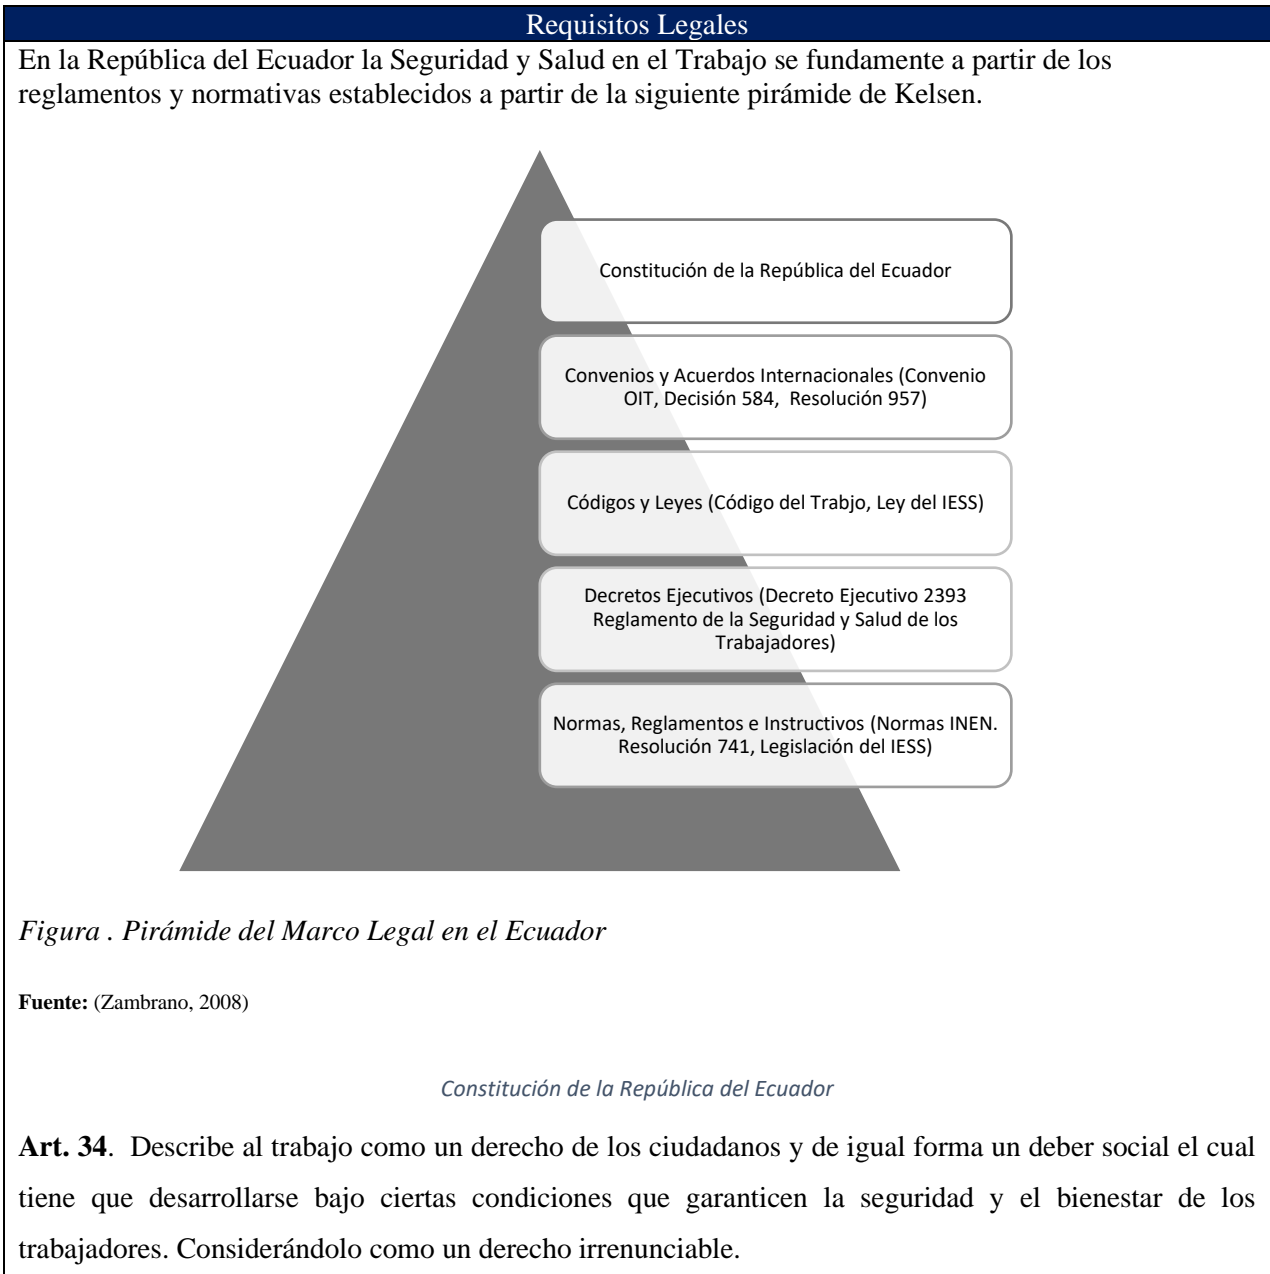 Requisitos Legales
En la República del Ecuador la Seguridad y Salud en el Trabajo se fundamente a partir de los
reglamentos y normativas establecidos a partir de la siguiente pirámide de Kelsen.
Constitución de la República del Ecuador
Convenios y Acuerdos Internacionales (Convenio
OIT, Decisión 584, Resolución 957)
Códigos y Leyes (Código del Trabjo, Ley del IESS)
Decretos Ejecutivos (Decreto Ejecutivo 2393
Reglamento de la Seguridad y Salud de los
Trabajadores)
Normas, Reglamentos e Instructivos (Normas INEN.
Resolución 741, Legislación del IESS)
Figura . Pirámide del Marco Legal en el Ecuador
Fuente: (Zambrano, 2008)
Constitución de la República del Ecuador
Art. 34. Describe al trabajo como un derecho de los ciudadanos y de igual forma un deber social el cual
tiene que desarrollarse bajo ciertas condiciones que garanticen la seguridad y el bienestar de los
trabajadores. Considerándolo como un derecho irrenunciable.